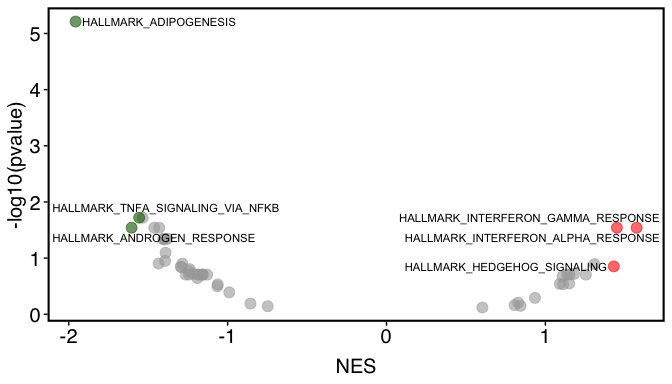 HALLMARK_ADIPOGENESIS
5
4
3
2
1
0
-log10(pvalue)
HALLMARK_TNFA_SIGNALING_VIA_NFKB
HALLMARK_INTERFERON_GAMMA_RESPONSE
HALLMARK_ANDROGEN_RESPONSE
HALLMARK_INTERFERON_ALPHA_RESPONSE
HALLMARK_HEDGEHOG_SIGNALING
-2 -1 0 1
NES